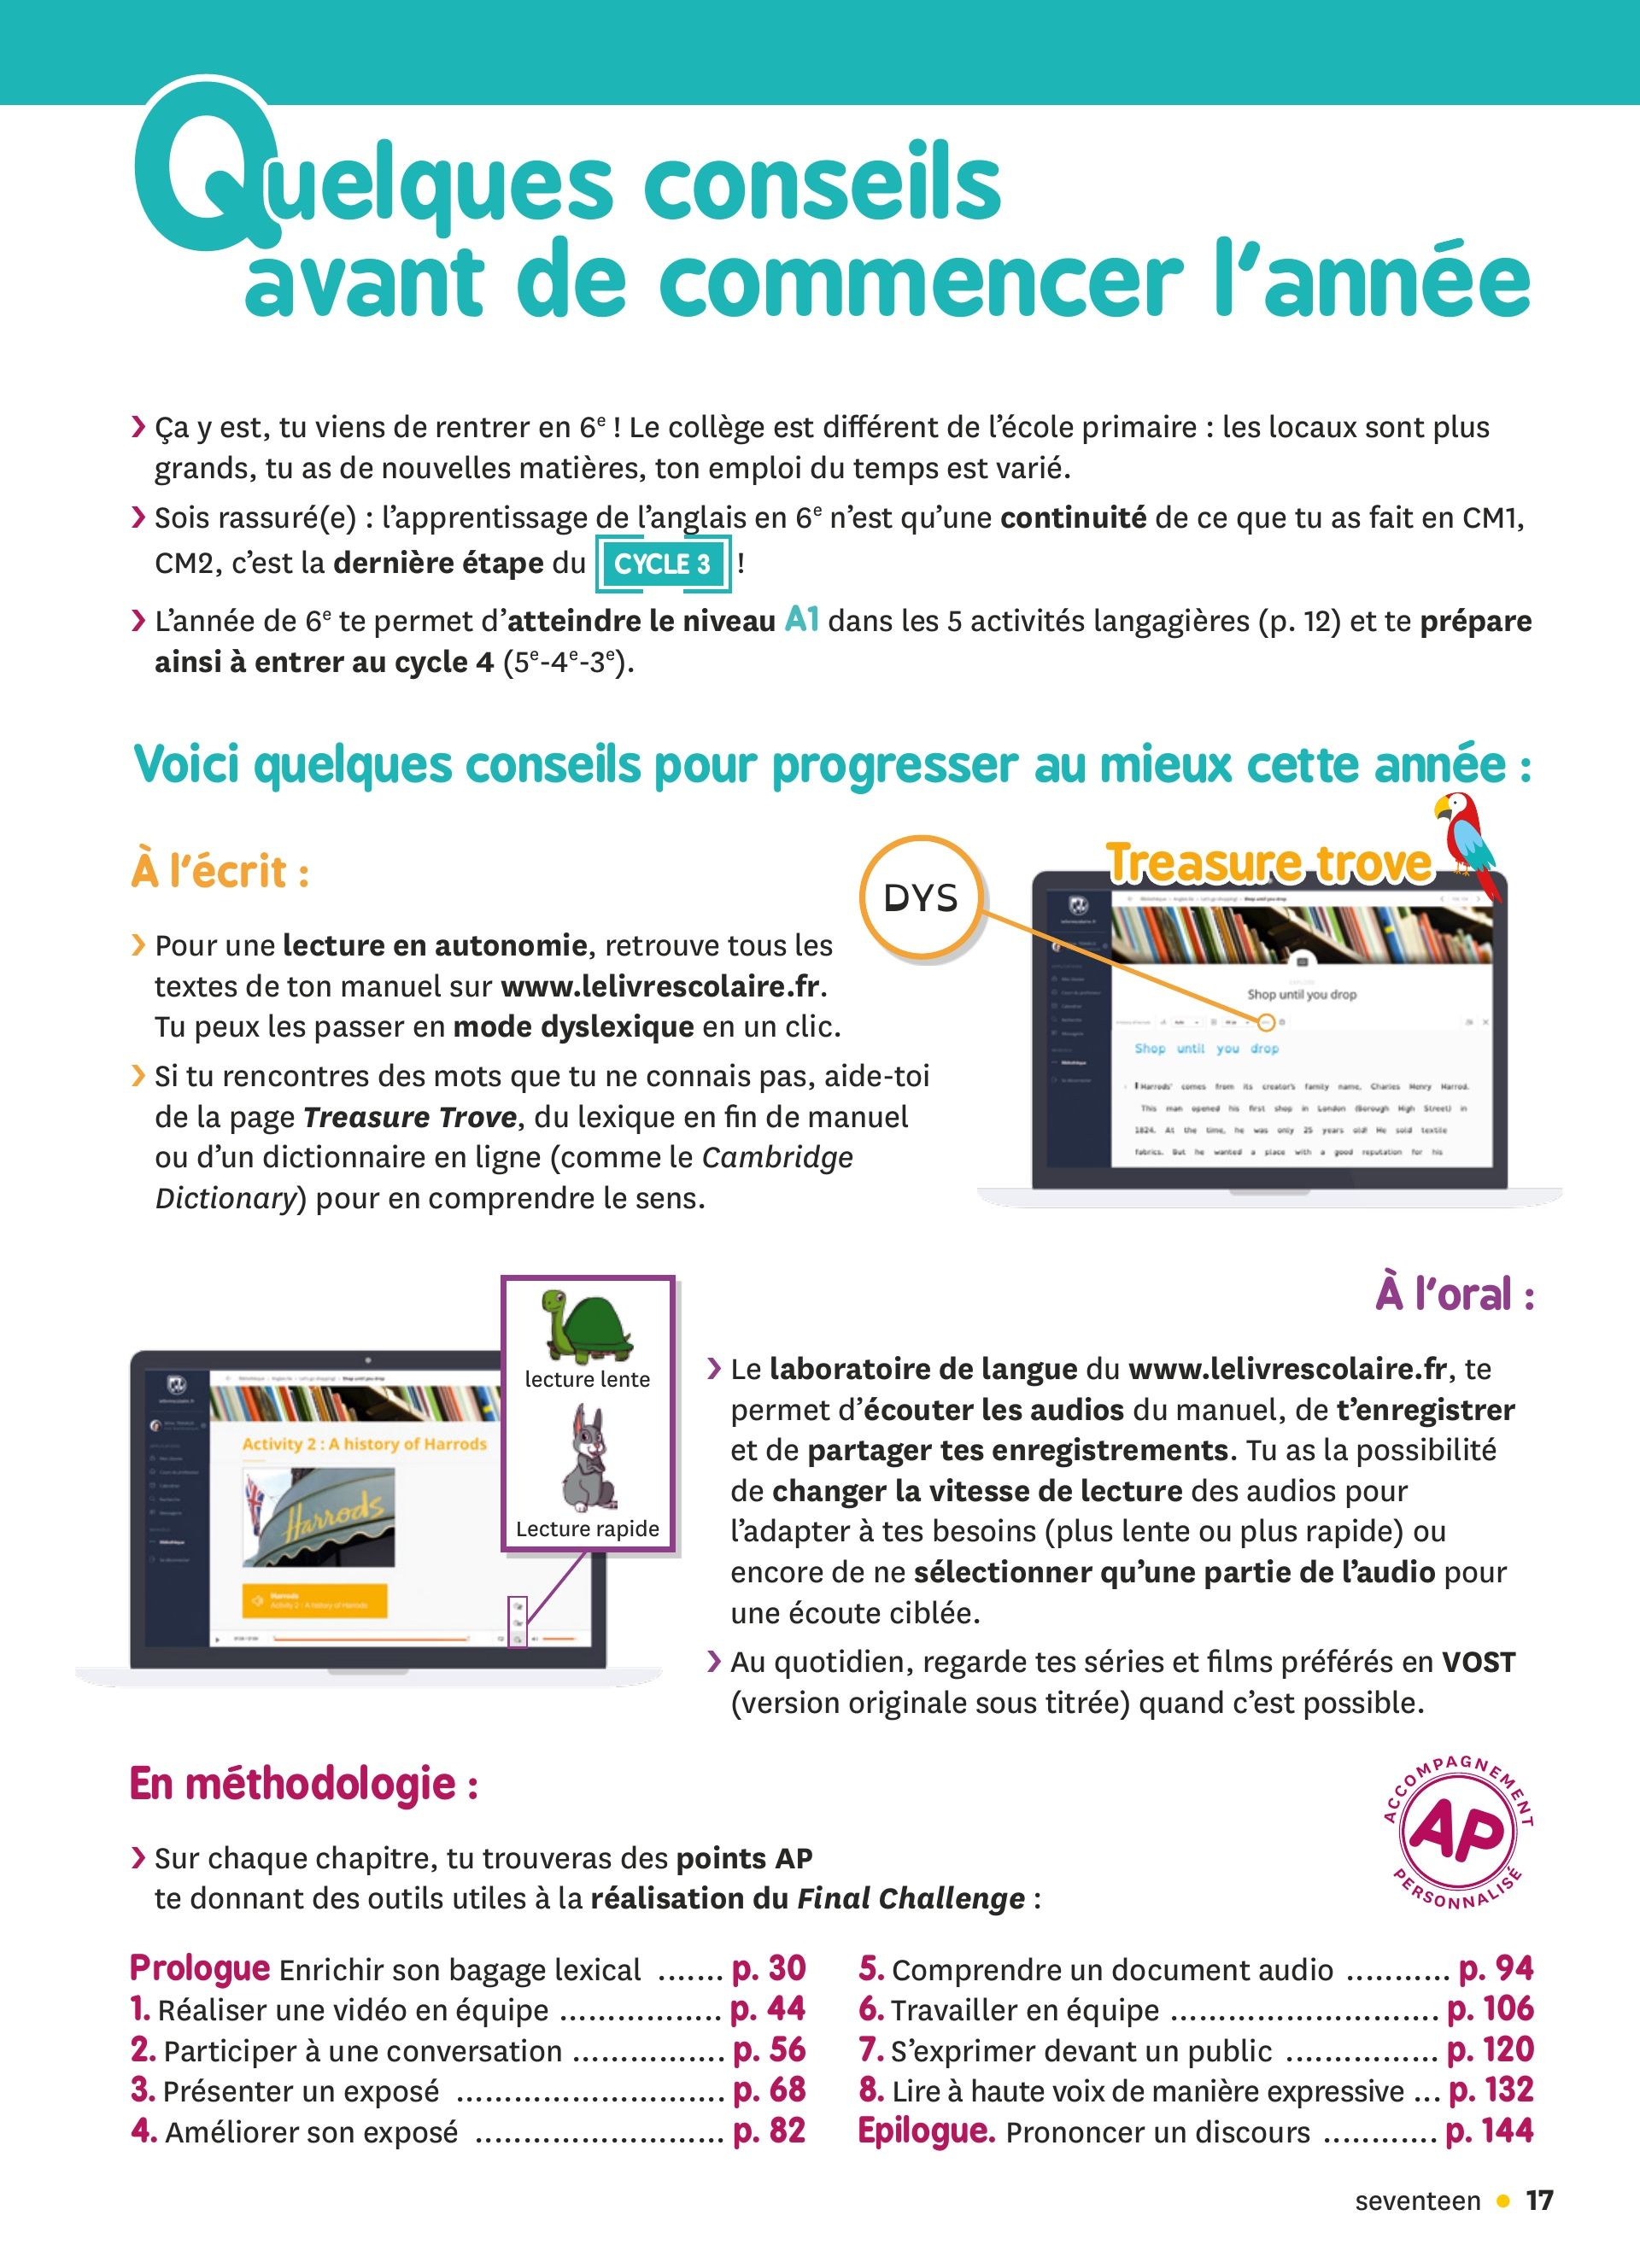 Quelques conseils
avant de commencer l'année
› Ça y est, tu viens de rentrer en 6e ! Le collège est différent de l'école primaire : les locaux sont plus
grands, tu as de nouvelles matières, ton emploi du temps est varié.
› Sois rassuré(e) : l'apprentissage de l'anglais en 6e n'est qu'une continuité de ce que tu as fait en CM1,
CM2, c'est la dernière étape du CYCLE 3 !
› L'année de 6e te permet d'atteindre le niveau A1 dans les 5 activités langagières (p. 12) et te prépare
ainsi à entrer au cycle 4 (5e-4e-3e).
Voici quelques conseils pour progresser au mieux cette année :
À l'écrit :
› Pour une lecture en autonomie, retrouve tous les
textes de ton manuel sur www.lelivrescolaire.fr.
Tu peux les passer en mode dyslexique en un clic.
› Si tu rencontres des mots que tu ne connais pas, aide-toi
de la page Treasure Trove, du lexique en fin de manuel
ou d'un dictionnaire en ligne (comme le Cambridge
Dictionary) pour en comprendre le sens.
DYS
Treasure trove
Shop until you drop
Shop until you drop
Harrods' comes from its creator's family name, Charles Henry Harrod.
This man opened his first shop in London (Borough High Street) in
1824. At the time, he was only 25 years old! He sold textile
fabrics. But he wanted a place with a good reputation for his
lecture lente
Lecture rapide
Activity 2 : A history of Harrods
Harrods
Harrods
Activity 2 : A history of Harrods
À l'oral :
› Le laboratoire de langue du www.lelivrescolaire.fr, te
permet d'écouter les audios du manuel, de t'enregistrer
et de partager tes enregistrements. Tu as la possibilité
de changer la vitesse de lecture des audios pour
l'adapter à tes besoins (plus lente ou plus rapide) ou
encore de ne sélectionner qu'une partie de l'audio pour
une écoute ciblée.
› Au quotidien, regarde tes séries et films préférés en VOST
(version originale sous titrée) quand c'est possible.
En méthodologie :
› Sur chaque chapitre, tu trouveras des points AP
te donnant des outils utiles à la réalisation du Final Challenge :
ACCOMPAGNEMENT
AP
PERSONNALISÉ
Prologue Enrichir son bagage lexical ....... p. 30
1. Réaliser une vidéo en équipe ................. p. 44
2. Participer à une conversation ................ p. 56
3. Présenter un exposé ............................ p. 68
4. Améliorer son exposé .......................... p. 82
5. Comprendre un document audio ........... p. 94
6. Travailler en équipe ............................ p. 106
7. S'exprimer devant un public ................ p. 120
8. Lire à haute voix de manière expressive ... p. 132
Epilogue. Prononcer un discours ............ p. 144
seventeen • 17